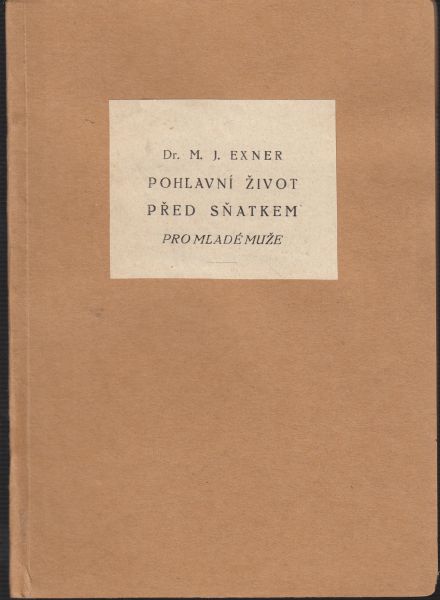 Dr. M. J. EXNER
POHLAVNÍ ŽIVOT
PŘED SŇATKEM
PRO MLADÉ MUŽE